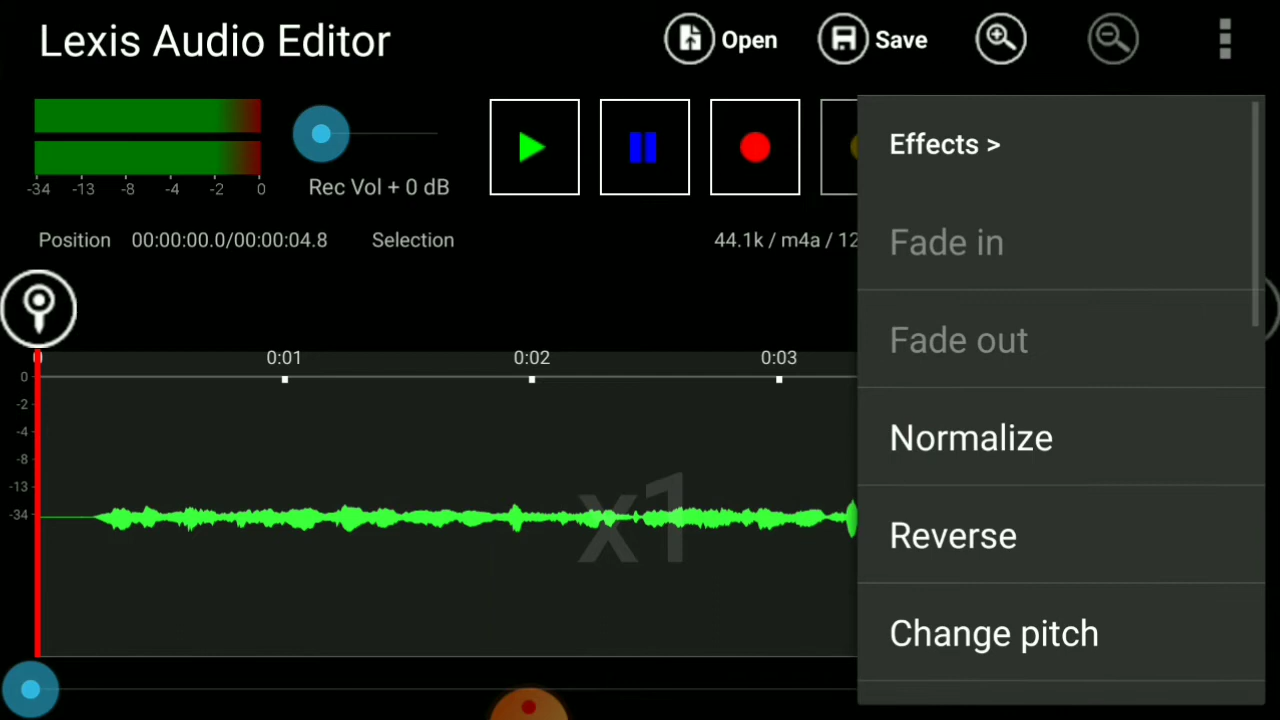 Lexis Audio Editor
Open
Save
-34 -13 -8 -4 -2 0
Rec Vol + 0 dB
Position 00:00:00.0/00:00:04.8 Selection 44.1k / m4a / 12
Effects >
Fade in
Fade out
Normalize
Reverse
Change pitch
0 0:01 0:02 0:03
0
-2
-4
-8
-13
-34
x1